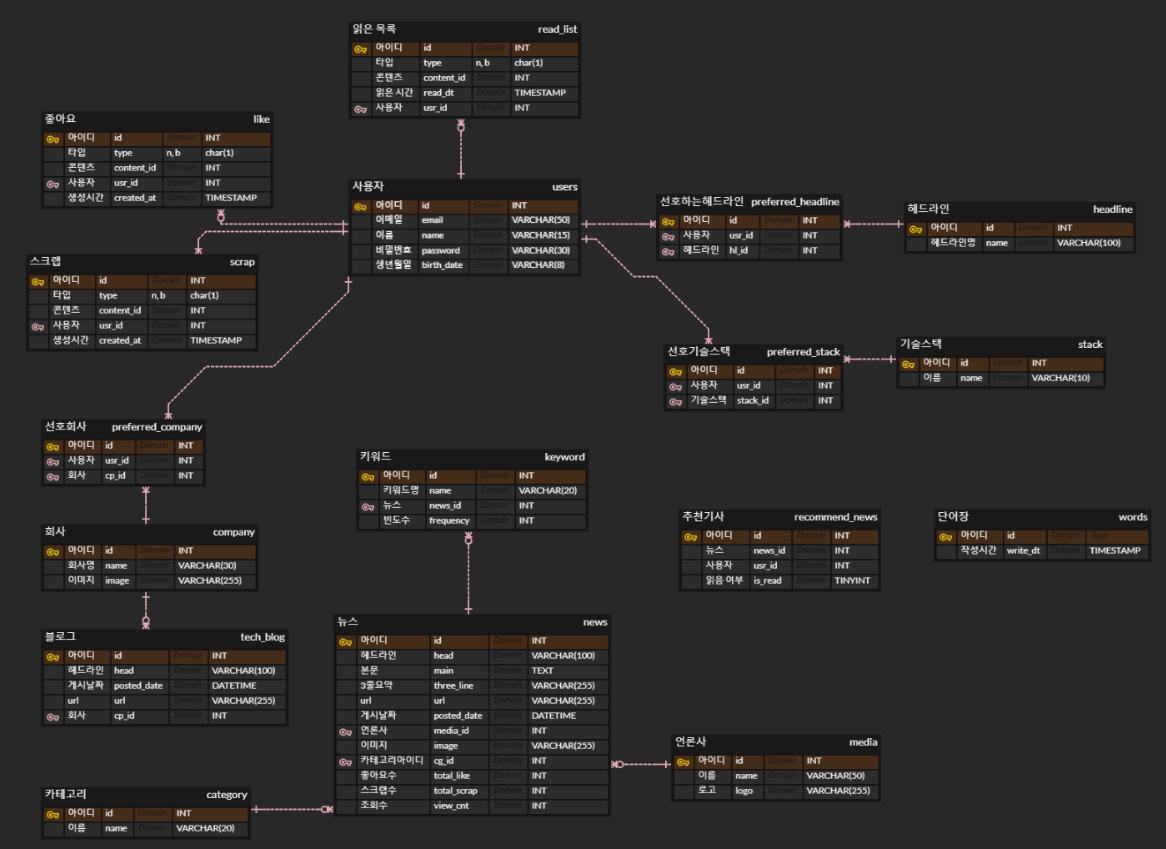 읽은 목록 read_list
아이디 id Domain INT
타입 type n,b char(1)
콘텐츠 content_id Domain INT
읽은 시간 read_dt Domain TIMESTAMP
사용자 usr_id Domain INT
좋아요 like
아이디 id Domain INT
타입 type n,b char(1)
콘텐츠 content_id Domain INT
사용자 usr_id Domain INT
생성시간 created_at Domain TIMESTAMP
사용자 users
아이디 id Domain INT
이메일 email Domain VARCHAR(50)
이름 name Domain VARCHAR(15)
비밀번호 password Domain VARCHAR(30)
생년월일 birth_date Domain VARCHAR(8)
선호하는헤드라인 preferred_headline
아이디 id Domain INT
사용자 usr_id Domain INT
헤드라인 hl_id Domain INT
헤드라인 headline
아이디 id Domain INT
헤드라인명 name Domain VARCHAR(100)
스크랩 scrap
아이디 id Domain INT
타입 type n,b char(1)
콘텐츠 content_id Domain INT
사용자 usr_id Domain INT
생성시간 created_at Domain TIMESTAMP
선호기술스택 preferred_stack
아이디 id Domain INT
사용자 usr_id Domain INT
기술스택 stack_id Domain INT
기술스택 stack
아이디 id Domain INT
이름 name Domain VARCHAR(10)
선호회사 preferred_company
아이디 id Domain INT
사용자 usr_id Domain INT
회사 cp_id Domain INT
키워드 keyword
아이디 id Domain INT
키워드명 name Domain VARCHAR(20)
뉴스 news_id Domain INT
빈도수 frequency Domain INT
회사 company
아이디 id Domain INT
회사명 name Domain VARCHAR(30)
이미지 image Domain VARCHAR(255)
추천기사 recommend_news
아이디 id Domain INT
뉴스 news_id Domain INT
사용자 usr_id Domain INT
읽음 여부 is_read Domain TINYINT
단어장 words
아이디 id Domain Type
작성시간 write_dt Domain TIMESTAMP
블로그 tech_blog
아이디 id Domain INT
헤드라인 head Domain VARCHAR(100)
게시날짜 posted_date Domain DATETIME
url url Domain VARCHAR(255)
회사 cp_id Domain INT
뉴스 news
아이디 id Domain INT
헤드라인 head Domain VARCHAR(100)
본문 main Domain TEXT
3줄요약 three_line Domain VARCHAR(255)
url url Domain VARCHAR(255)
게시날짜 posted_date Domain DATETIME
언론사 media_id Domain INT
이미지 image Domain VARCHAR(255)
카테고리아이디 cg_id Domain INT
좋아요수 total_like Domain INT
스크랩수 total_scrap Domain INT
조회수 view_cnt Domain INT
언론사 media
아이디 id Domain INT
이름 name Domain VARCHAR(50)
로고 logo Domain VARCHAR(255)
카테고리 category
아이디 id Domain INT
이름 name Domain VARCHAR(20)